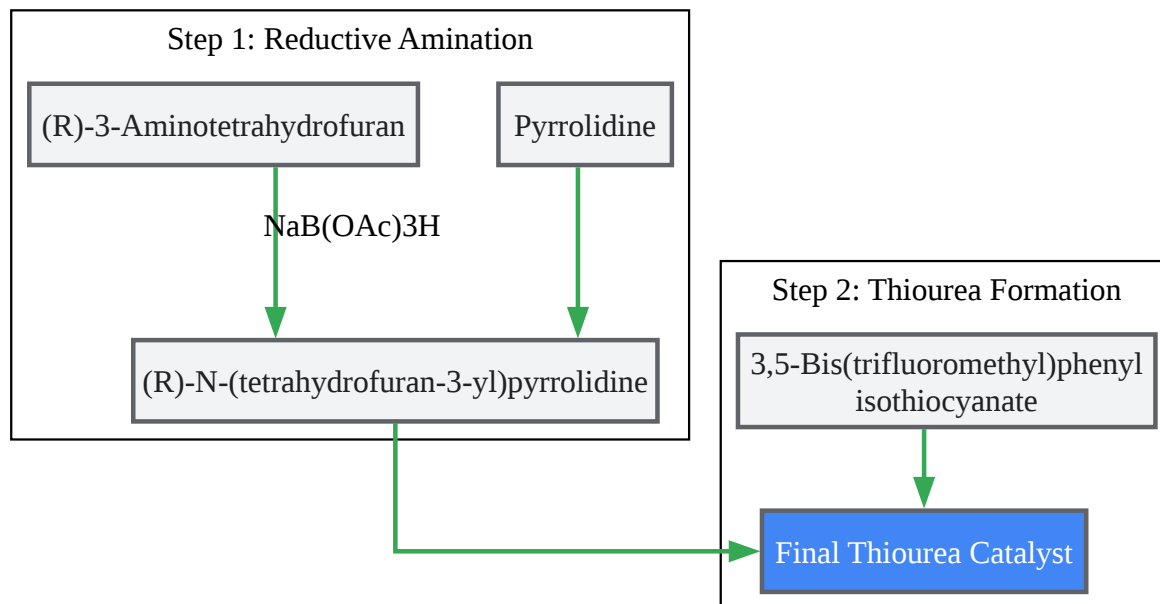 Step 1: Reductive Amination
(R)-3-Aminotetrahydrofuran
Pyrrolidine
NaB(OAc)3H
(R)-N-(tetrahydrofuran-3-yl)pyrrolidine
Step 2: Thiourea Formation
3,5-Bis(trifluoromethyl)phenyl
isothiocyanate
Final Thiourea Catalyst